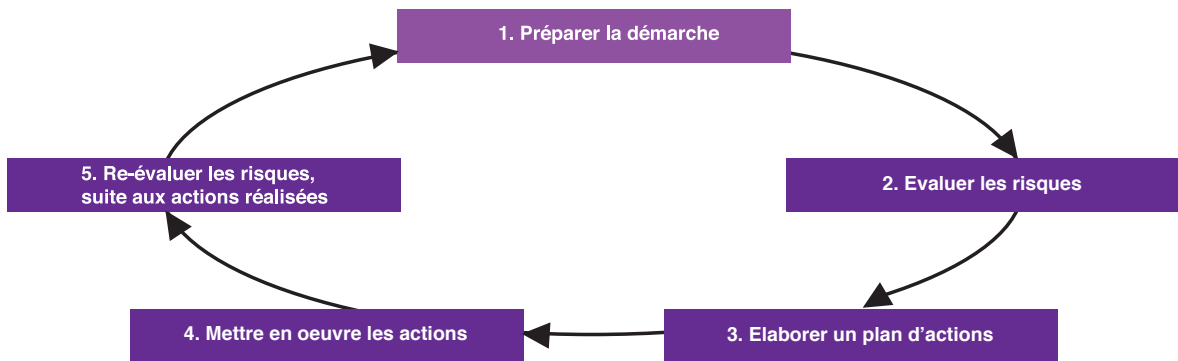 1. Préparer la démarche
2. Evaluer les risques
3. Elaborer un plan d'actions
4. Mettre en oeuvre les actions
5. Re-évaluer les risques,
suite aux actions réalisées